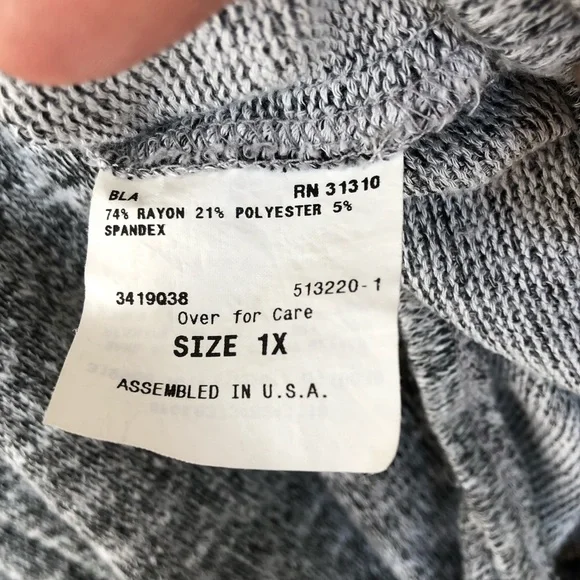 BLA RN 31310
74% RAYON 21% POLYESTER 5%
SPANDEX
3419Q38 513220-1
Over for Care
SIZE 1X
ASSEMBLED IN U.S.A.